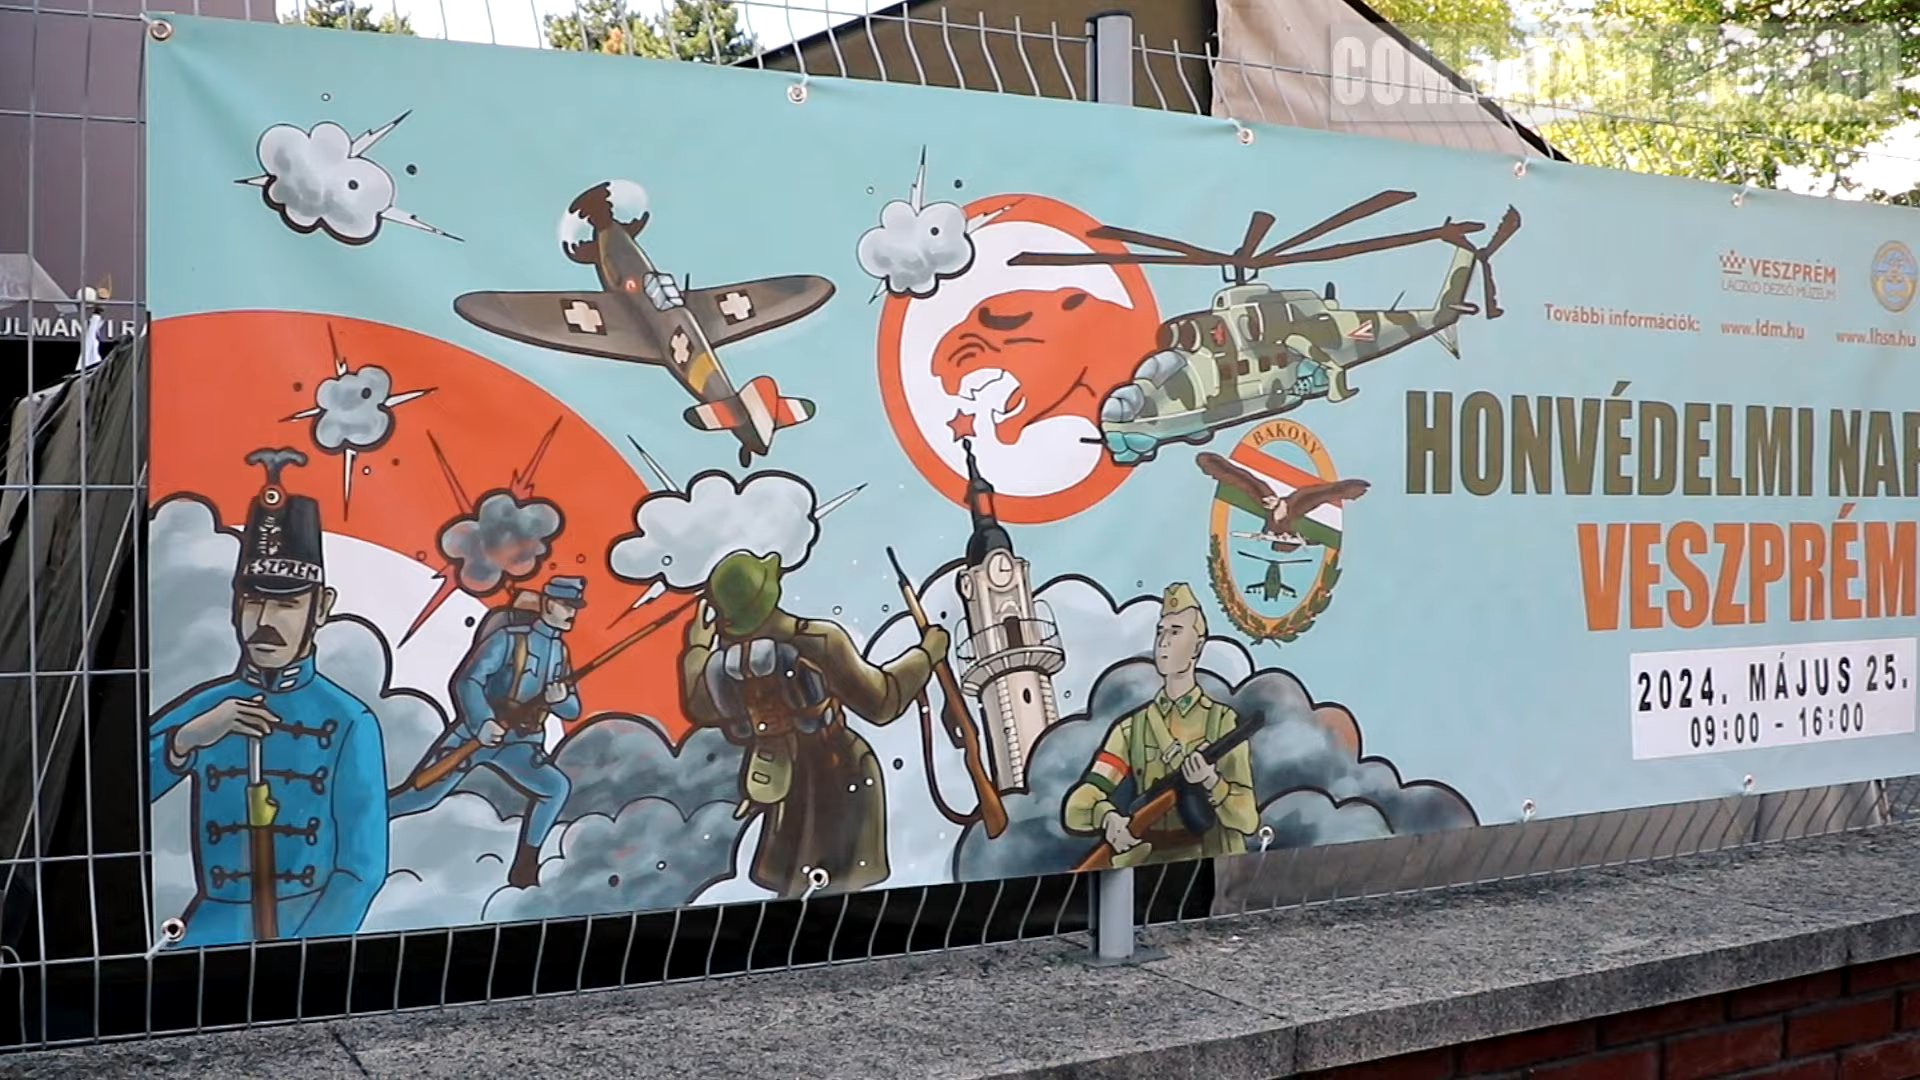 VESZPRÉM
LACZKÓ DEZSŐ MÚZEUM
További információk: www.ldm.hu www.lhsn.hu
BAKONY
HONVÉDELMI NAP
VESZPRÉM
VESZPRÉM
2024. MÁJUS 25.
09:00 - 16:00